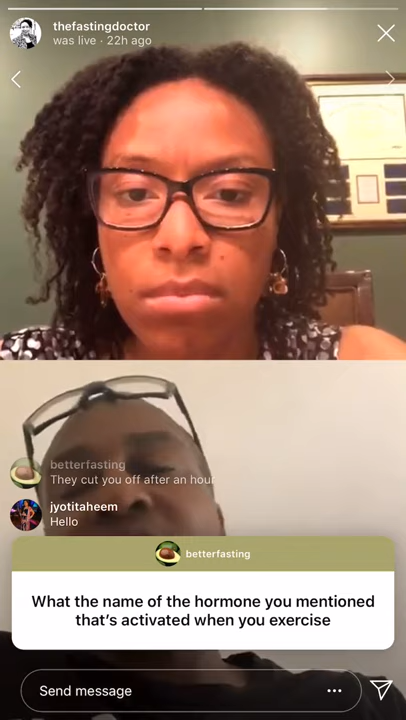 thefastingdoctor
was live · 22h ago
betterfasting
They cut you off after an hour
jyotitaheem
Hello
betterfasting
What the name of the hormone you mentioned
that's activated when you exercise
Send message